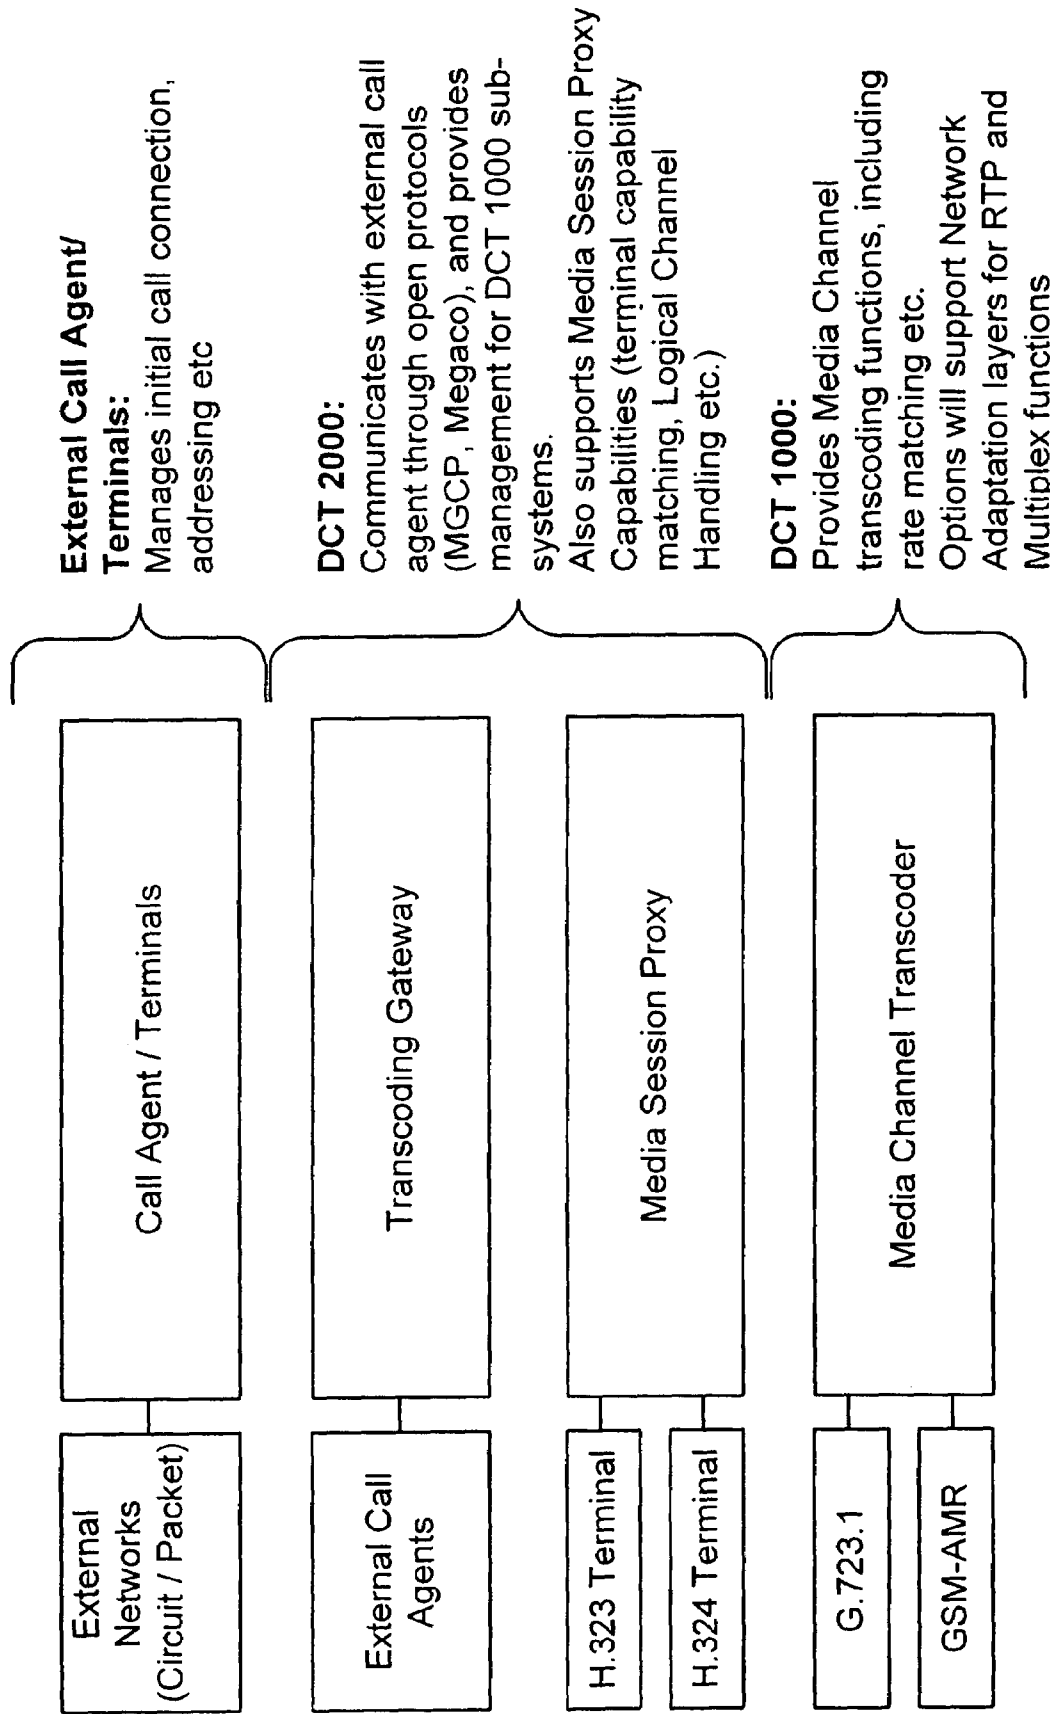 External
Networks
(Circuit / Packet)
Call Agent / Terminals
External Call Agent/
Terminals:
Manages initial call connection,
addressing etc
External Call
Agents
Transcoding Gateway
H.323 Terminal
H.324 Terminal
Media Session Proxy
DCT 2000:
Communicates with external call
agent through open protocols
(MGCP, Megaco), and provides
management for DCT 1000 sub-
systems.
Also supports Media Session Proxy
Capabilities (terminal capability
matching, Logical Channel
Handling etc.)
G.723.1
GSM-AMR
Media Channel Transcoder
DCT 1000:
Provides Media Channel
transcoding functions, including
rate matching etc.
Options will support Network
Adaptation layers for RTP and
Multiplex functions